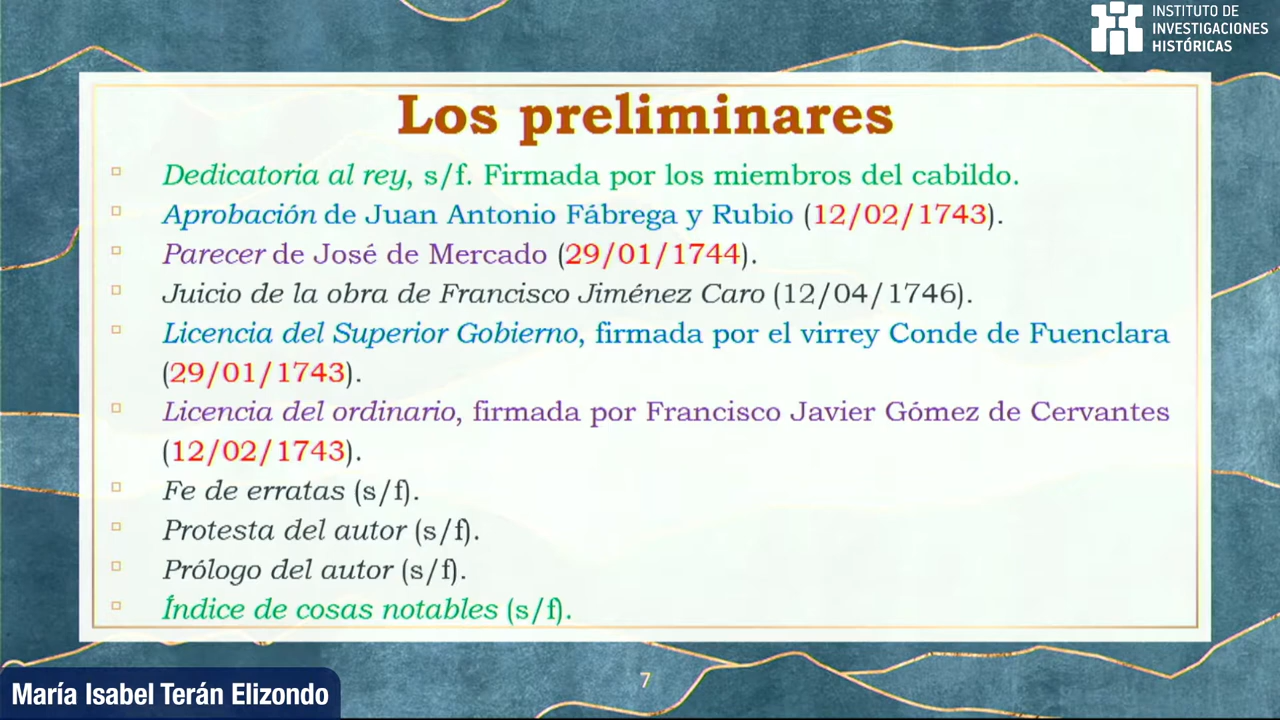 INSTITUTO DE
INVESTIGACIONES
HISTÓRICAS
Los preliminares
Dedicatoria al rey, s/f. Firmada por los miembros del cabildo.
Aprobación de Juan Antonio Fábrega y Rubio (12/02/1743).
Parecer de José de Mercado (29/01/1744).
Juicio de la obra de Francisco Jiménez Caro (12/04/1746).
Licencia del Superior Gobierno, firmada por el virrey Conde de Fuenclara
(29/01/1743).
Licencia del ordinario, firmada por Francisco Javier Gómez de Cervantes
(12/02/1743).
Fe de erratas (s/f).
Protesta del autor (s/f).
Prólogo del autor (s/f).
Índice de cosas notables (s/f).
7
María Isabel Terán Elizondo